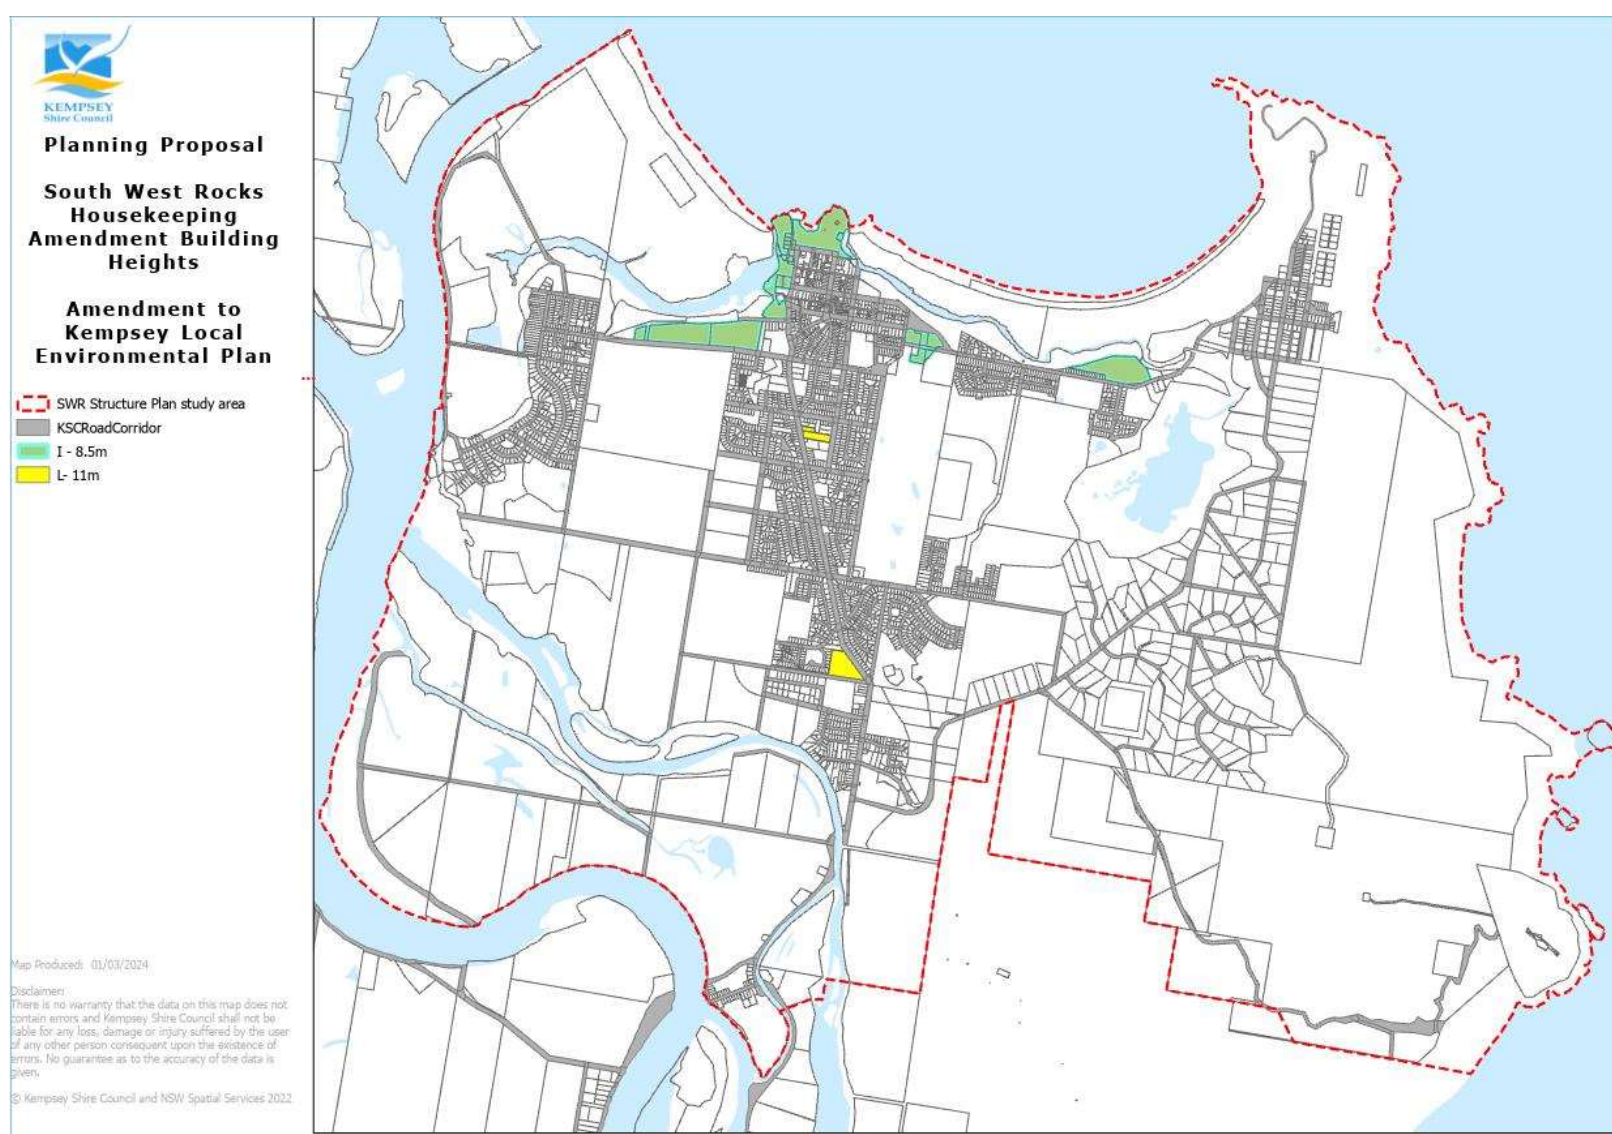 KEMPSEY
Shire Council
Planning Proposal
South West Rocks
Housekeeping
Amendment Building
Heights
Amendment to
Kempsey Local
Environmental Plan
SWR Structure Plan study area
KSCRoadCorridor
I - 8.5m
L- 11m
Map Produced: 01/03/2024
Disclaimer:
There is no warranty that the data on this map does not
contain errors and Kempsey Shire Council shall not be
liable for any loss, damage or injury suffered by the user
of any other person consequent upon the existence of
errors. No guarantee as to the accuracy of the data is
given.
© Kempsey Shire Council and NSW Spatial Services 2022